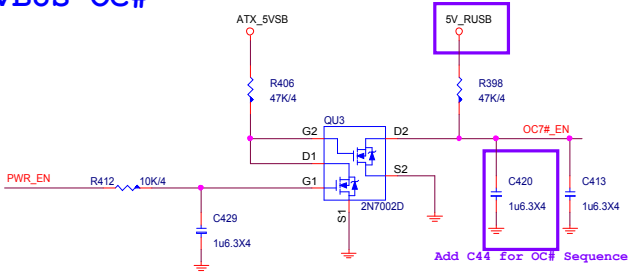 VBUS OC#
ATX_5VSB
5V_RUSB
R406
47K/4
R398
47K/4
QU3
G2
D2
OC7#_EN
D1
S2
PWR_EN
R412
10K/4
G1
C420
1u6.3X4
C413
1u6.3X4
2N7002D
S1
C429
1u6.3X4
Add C44 for OC# Sequence